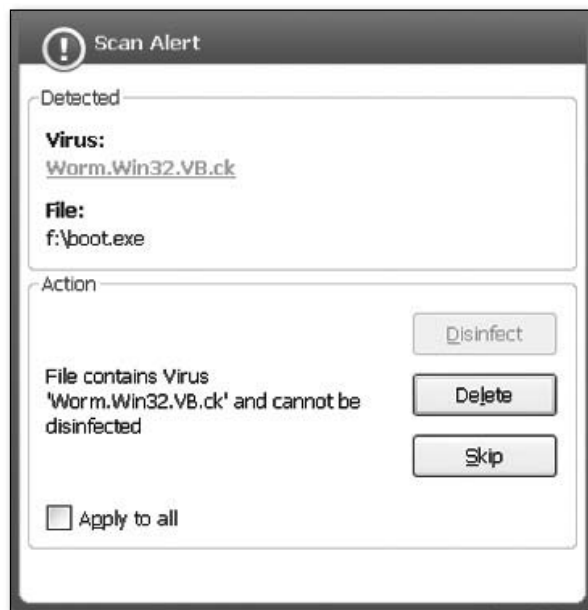 Scan Alert
Detected
Virus:
Worm.Win32.VB.ck
File:
f:\boot.exe
Action
Disinfect
File contains Virus
'Worm.Win32.VB.ck' and cannot be
disinfected
Delete
Skip
Apply to all